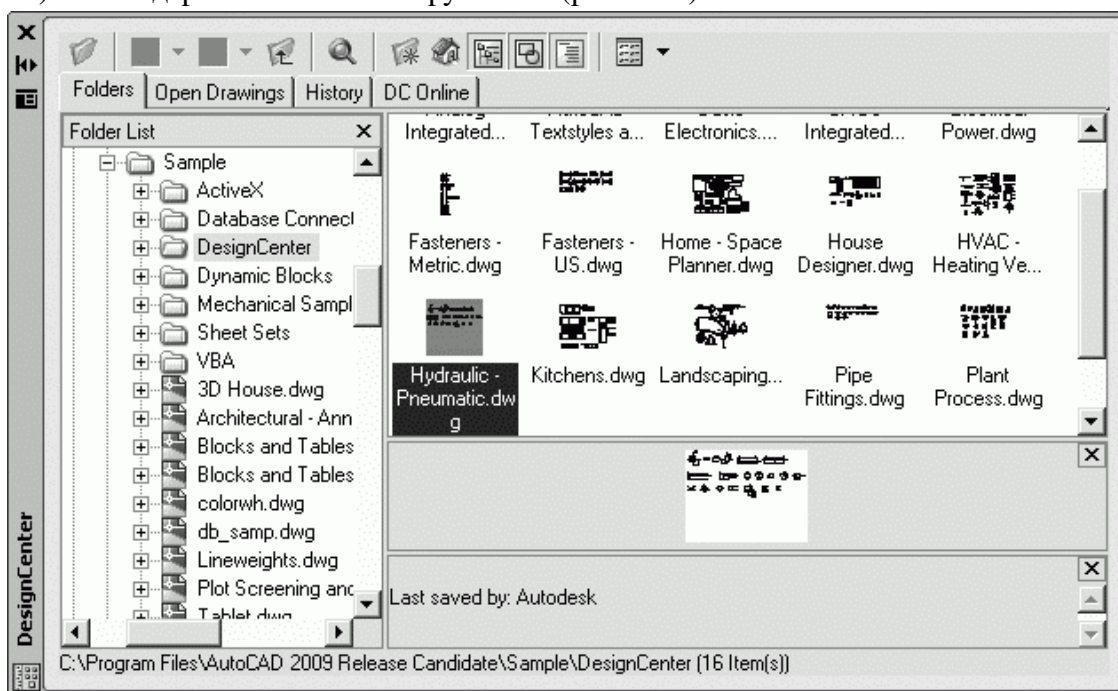 Folders Open Drawings History DC Online
Folder List
Sample
ActiveX
Database Connect
DesignCenter
Dynamic Blocks
Mechanical Sampl
Sheet Sets
VBA
3D House.dwg
Architectural - Ann
Blocks and Tables
Blocks and Tables
colorwh.dwg
db_samp.dwg
Lineweights.dwg
Plot Screening and
Tablet.dwg
Integrated... Textstyles a... Electronics.... Integrated... Power.dwg
Fasteners - Fasteners - Home - Space House HVAC -
Metric.dwg US.dwg Planner.dwg Designer.dwg Heating Ve...
Hydraulic - Kitchens.dwg Landscaping... Pipe Plant
Pneumatic.dw Fittings.dwg Process.dwg
g
Last saved by: Autodesk
DesignCenter
C:\Program Files\AutoCAD 2009 Release Candidate\Sample\DesignCenter (16 Item(s))